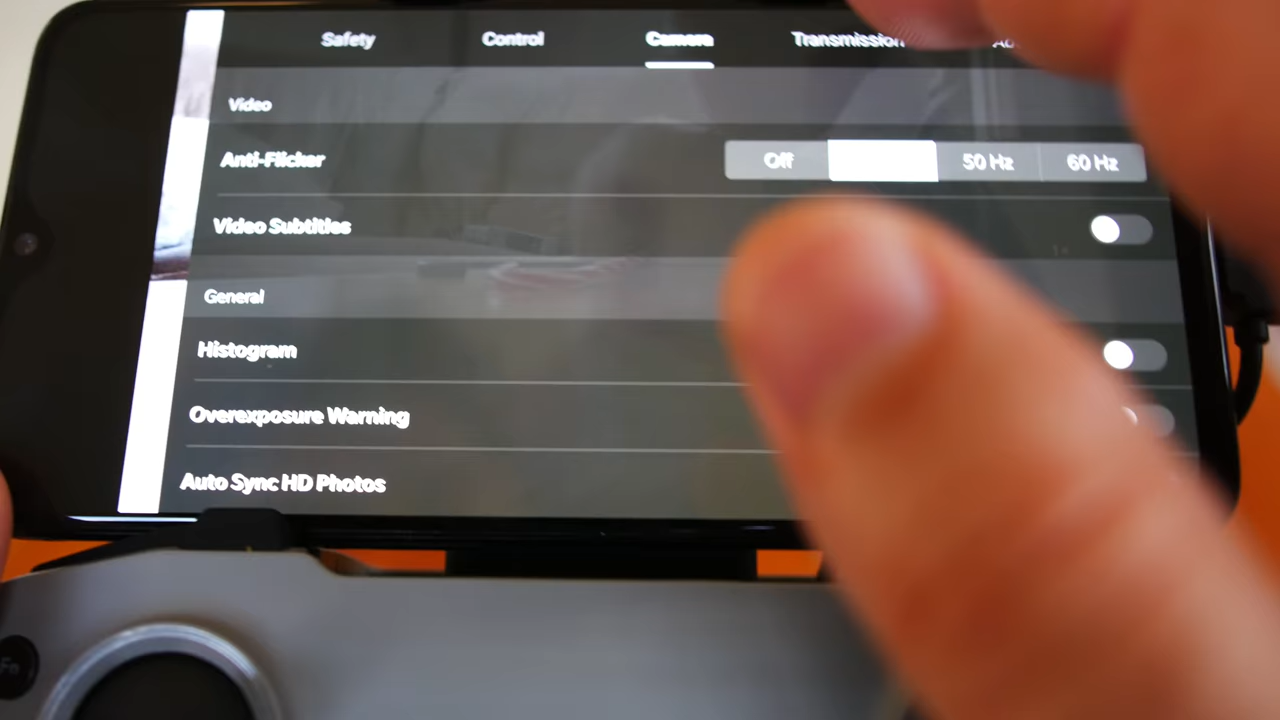 Safety Control Camera Transmission
Video
Anti-Flicker Off 50 Hz 60 Hz
Video Subtitles
General
Histogram
Overexposure Warning
Auto Sync HD Photos
Fn